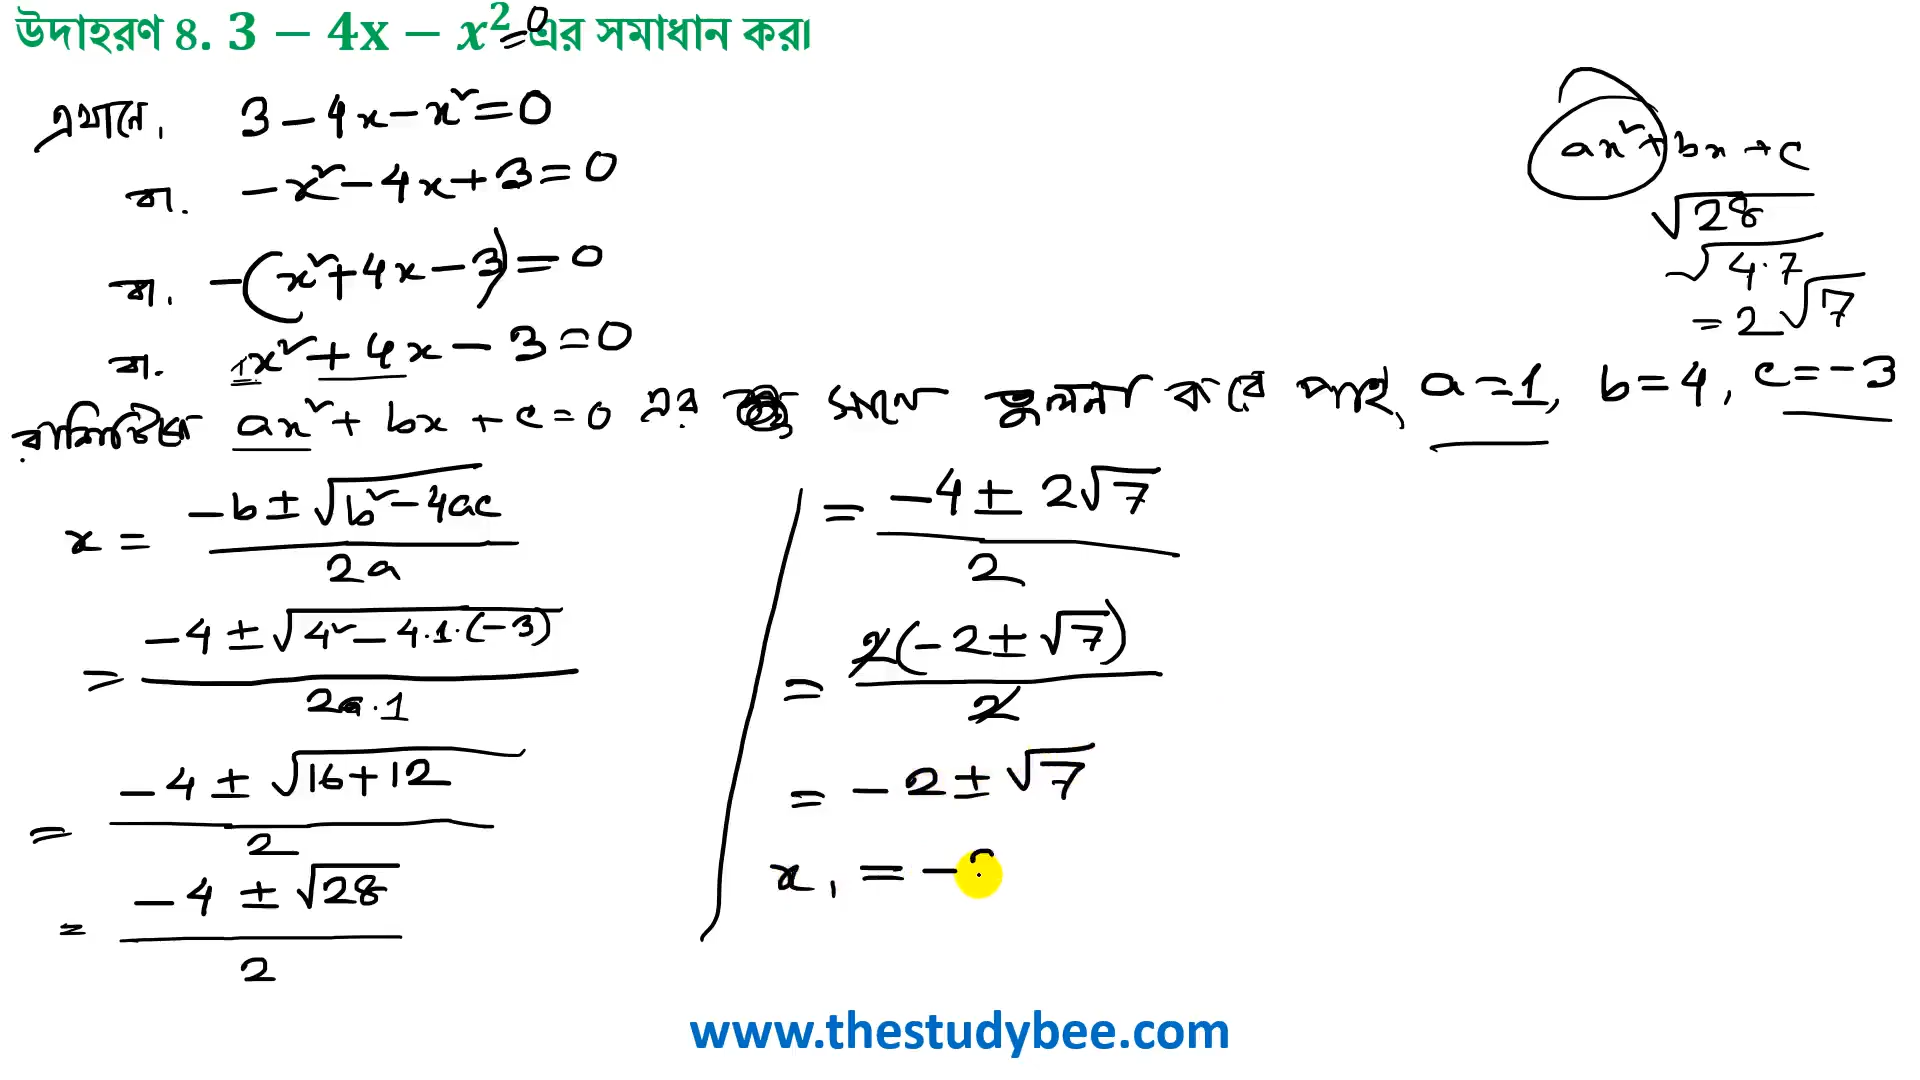 উদাহরণ 8. 3 − 4x − x² = 0 এর সমাধান কর।
এখানে, 3 − 4x − x² = 0
বা, −x² − 4x + 3 = 0
বা, −(x² + 4x − 3) = 0
বা, 1x² + 4x − 3 = 0
রাশিটিকে ax² + bx + c = 0 এর সাথে তুলনা করে পাই, a = 1, b = 4, c = −3
x = (−b ± √(b² − 4ac)) / 2a
= (−4 ± √(4² − 4.1.(−3))) / 2.1
= (−4 ± √(16+12)) / 2
= (−4 ± √28) / 2
= (−4 ± 2√7) / 2
= 2(−2 ± √7) / 2
= −2 ± √7
x₁ = −
ax² + bx + c
√28
√4·7
= 2√7
www.thestudybee.com